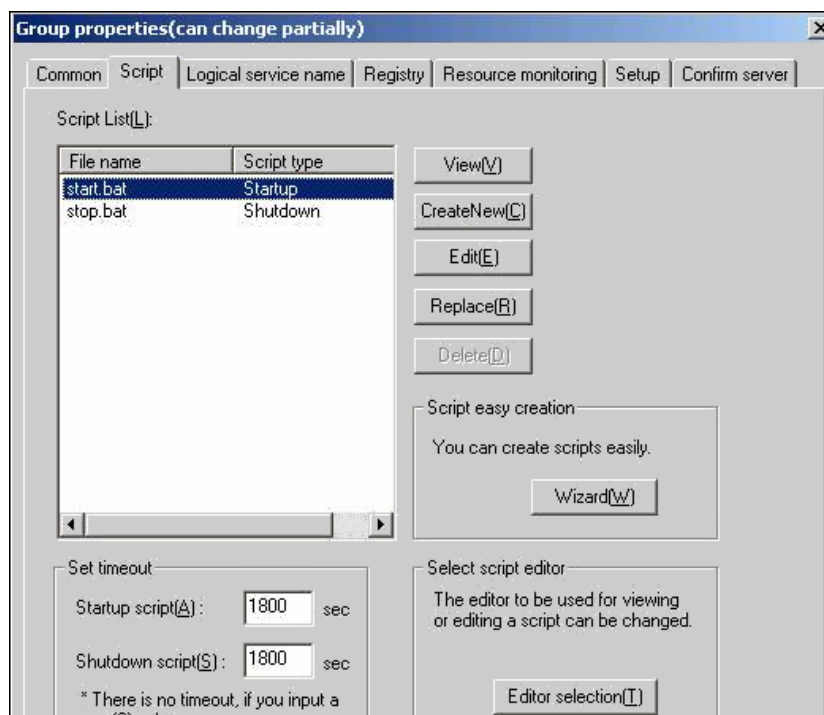 Group properties(can change partially)
Common Script Logical service name Registry Resource monitoring Setup Confirm server
Script List(L):
File name Script type
start.bat Startup
stop.bat Shutdown
View(V)
CreateNew(C)
Edit(E)
Replace(R)
Delete(D)
Script easy creation
You can create scripts easily.
Wizard(W)
Set timeout
Startup script(A) : 1800 sec
Shutdown script(S) : 1800 sec
* There is no timeout, if you input a
Select script editor
The editor to be used for viewing
or editing a script can be changed.
Editor selection(T)